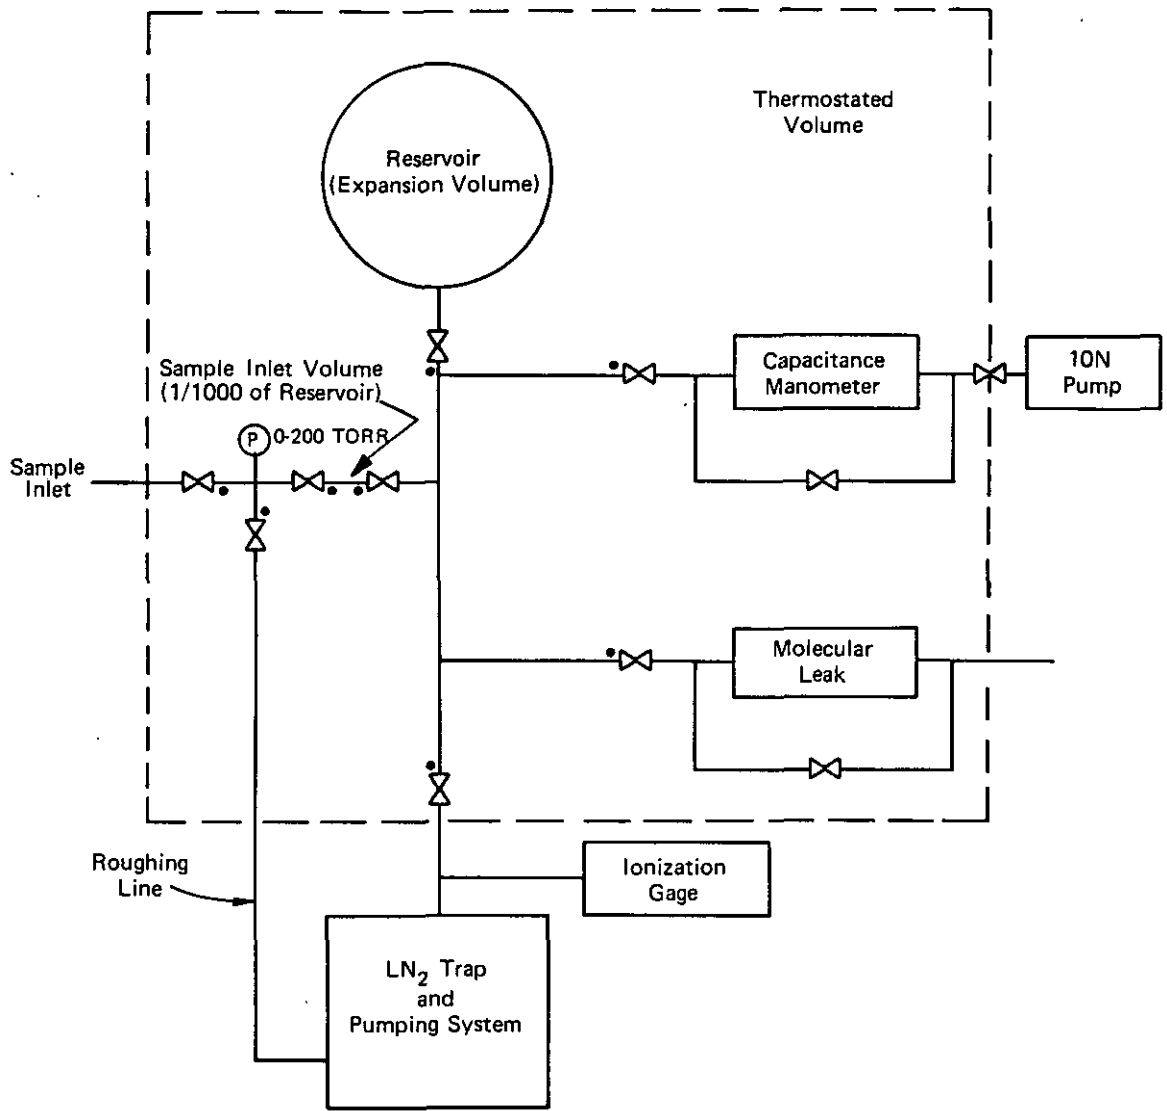 Thermostated
Volume
Reservoir
(Expansion Volume)
Sample Inlet Volume
(1/1000 of Reservoir)
Capacitance
Manometer
10N
Pump
P
0-200 TORR
Sample
Inlet
Molecular
Leak
Roughing
Line
Ionization
Gage
LN₂ Trap
and
Pumping System